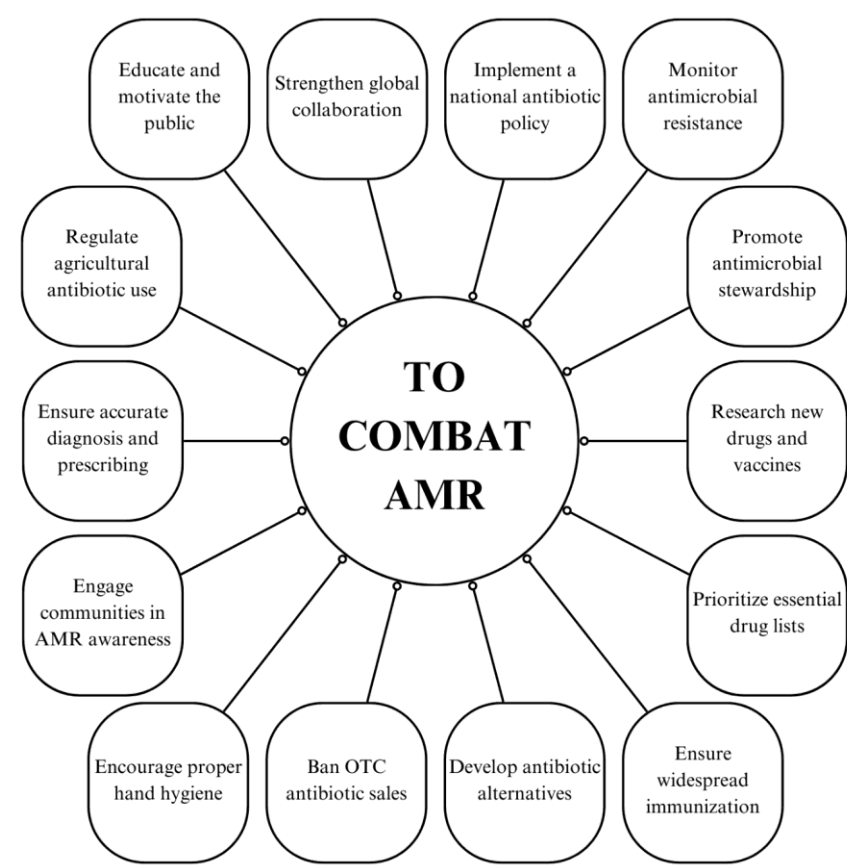 Educate and
motivate the
public
Strengthen global
collaboration
Implement a
national antibiotic
policy
Monitor
antimicrobial
resistance
Regulate
agricultural
antibiotic use
Promote
antimicrobial
stewardship
TO
COMBAT
AMR
Ensure accurate
diagnosis and
prescribing
Research new
drugs and
vaccines
Engage
communities in
AMR awareness
Prioritize essential
drug lists
Encourage proper
hand hygiene
Ban OTC
antibiotic sales
Develop antibiotic
alternatives
Ensure
widespread
immunization